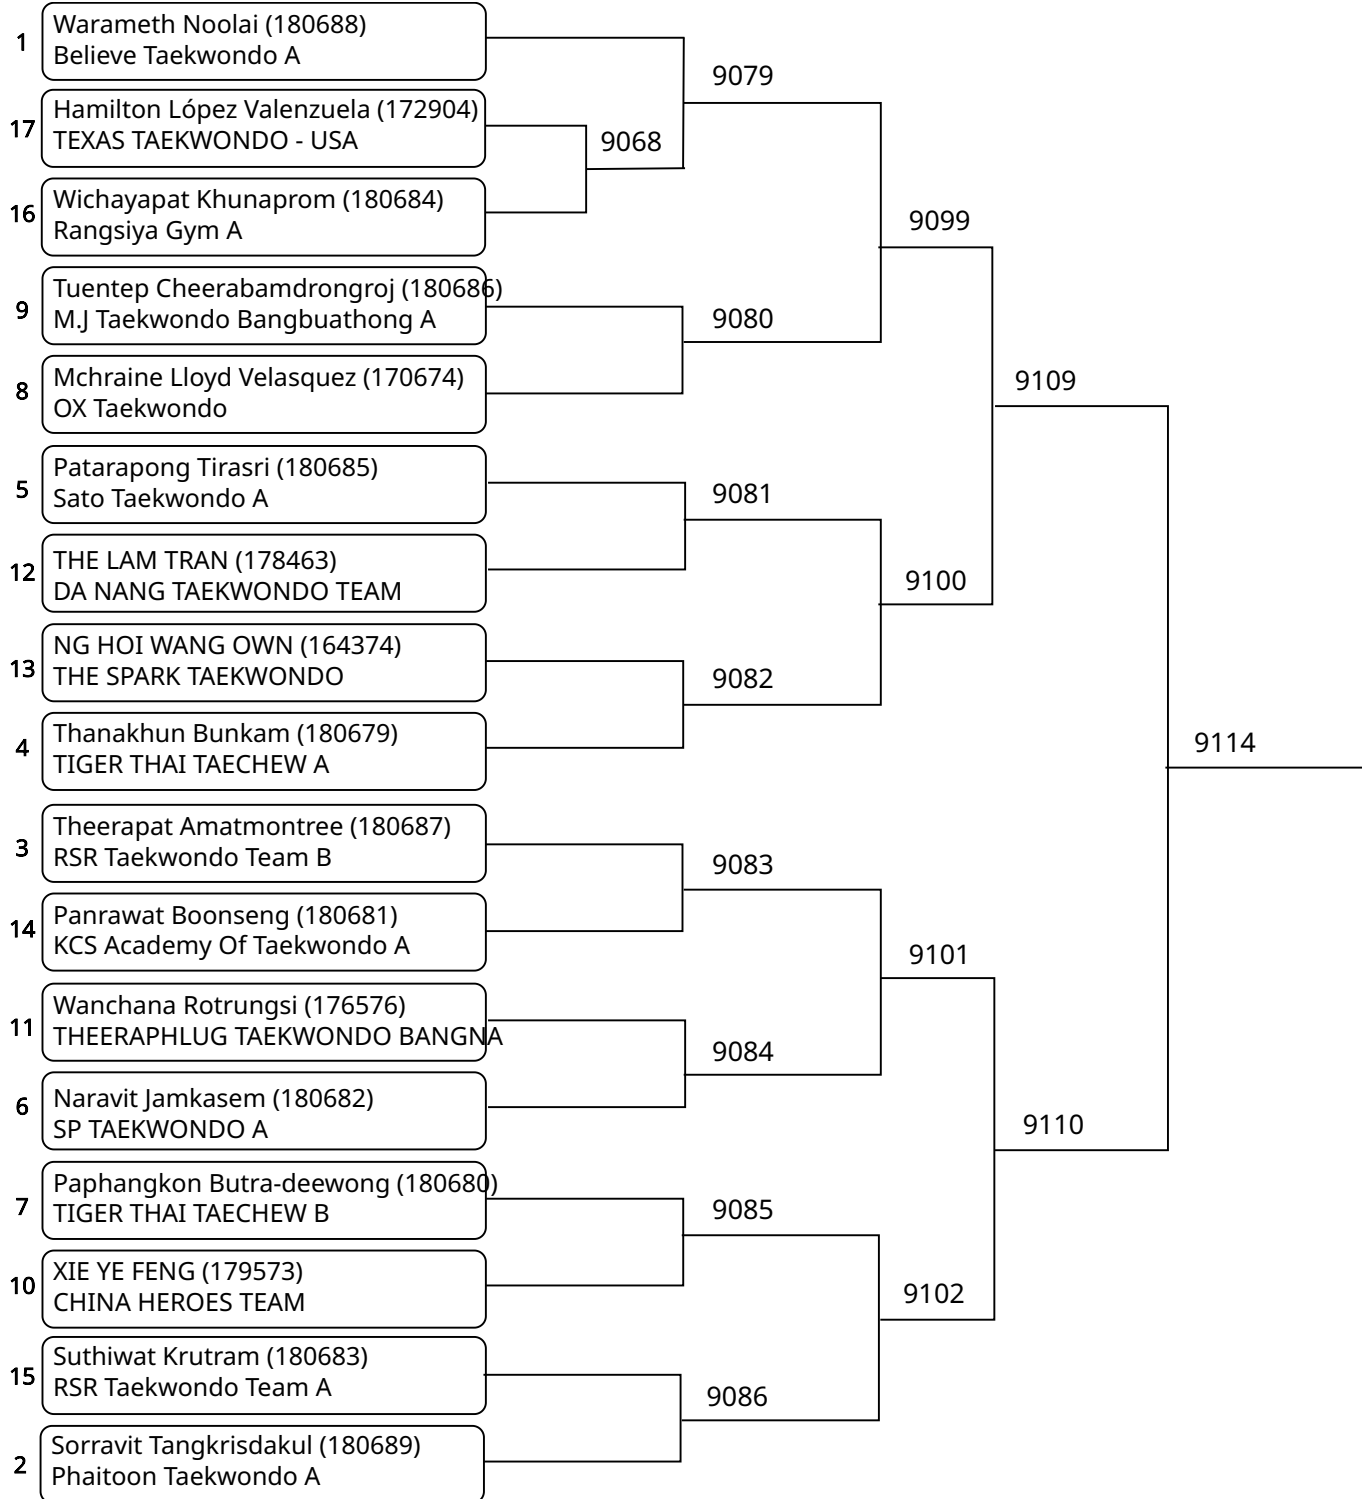 1
Warameth Noolai (180688)
Believe Taekwondo A
9079
17
Hamilton López Valenzuela (172904)
TEXAS TAEKWONDO - USA
9068
16
Wichayapat Khunaprom (180684)
Rangsiya Gym A
9099
9
Tuentep Cheerabamdrongroj (180686)
M.J Taekwondo Bangbuathong A
9080
8
Mchraine Lloyd Velasquez (170674)
OX Taekwondo
9109
5
Patarapong Tirasri (180685)
Sato Taekwondo A
9081
12
THE LAM TRAN (178463)
DA NANG TAEKWONDO TEAM
9100
13
NG HOI WANG OWN (164374)
THE SPARK TAEKWONDO
9082
4
Thanakhun Bunkam (180679)
TIGER THAI TAECHEW A
9114
3
Theerapat Amatmontree (180687)
RSR Taekwondo Team B
9083
14
Panrawat Boonseng (180681)
KCS Academy Of Taekwondo A
9101
11
Wanchana Rotrungsi (176576)
THEERAPHLUG TAEKWONDO BANGNA
9084
6
Naravit Jamkasem (180682)
SP TAEKWONDO A
9110
7
Paphangkon Butra-deewong (180680)
TIGER THAI TAECHEW B
9085
10
XIE YE FENG (179573)
CHINA HEROES TEAM
9102
15
Suthiwat Krutram (180683)
RSR Taekwondo Team A
9086
2
Sorravit Tangkrisdakul (180689)
Phaitoon Taekwondo A